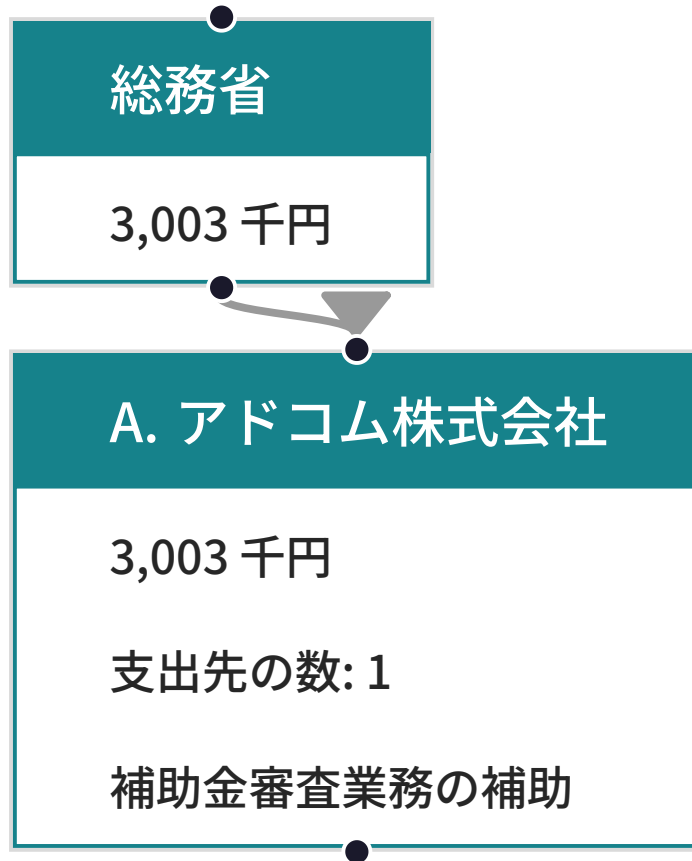 総務省
3,003 千円
A. アドコム株式会社
3,003 千円
支出先の数: 1
補助金審査業務の補助